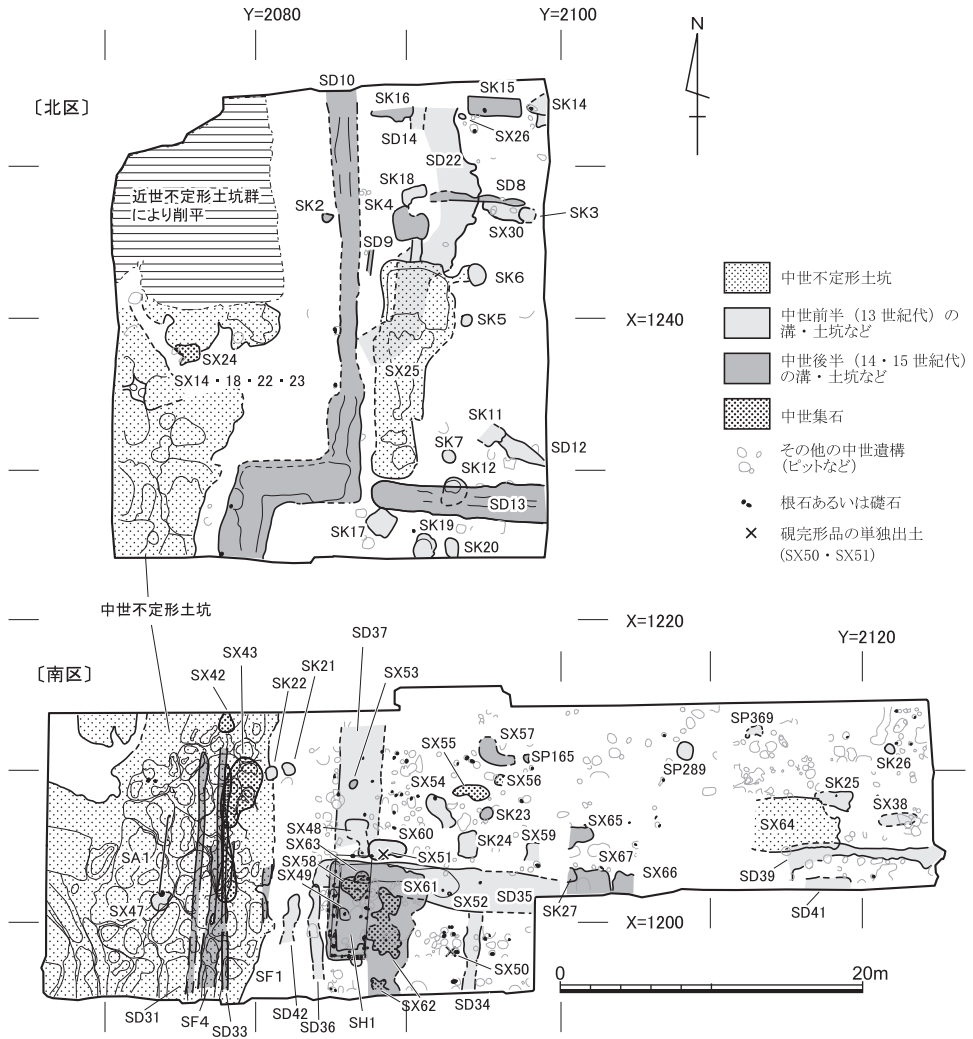 Y=2080
Y=2100
N
〔北区〕
SD10
SK16
SK15
SK14
SD14
SX26
SD22
近世不定形土坑群
により削平
SK18
SD8
SK2
SK4
SK3
SX30
SD9
SK6
SK5
X=1240
SX24
SX25
SX14・18・22・23
SK11
SK7
SD12
SK12
SD13
SK17
SK19
SK20
中世不定形土坑
中世前半（13 世紀代）の
溝・土坑など
中世後半（14・15 世紀代）
の溝・土坑など
中世集石
その他の中世遺構
（ピットなど）
根石あるいは礎石
硯完形品の単独出土
(SX50・SX51)
中世不定形土坑
X=1220
Y=2120
〔南区〕
SX43
SX42
SK22
SK21
SD37
SX53
SX57
SX55
SP165
SX56
SX54
SP369
SP289
SK26
SK25
SX38
SK23
SX48
SX60
SX65
SX64
SX63
SK24
SX59
SX58
SX51
SX67
SA1
SX49
SX61
SX66
SX52
SD35
SD39
SX47
SK27
SD41
X=1200
SX50
0
20m
SF1
SD31
SF4
SD33
SD42
SD36
SH1
SX62
SD34